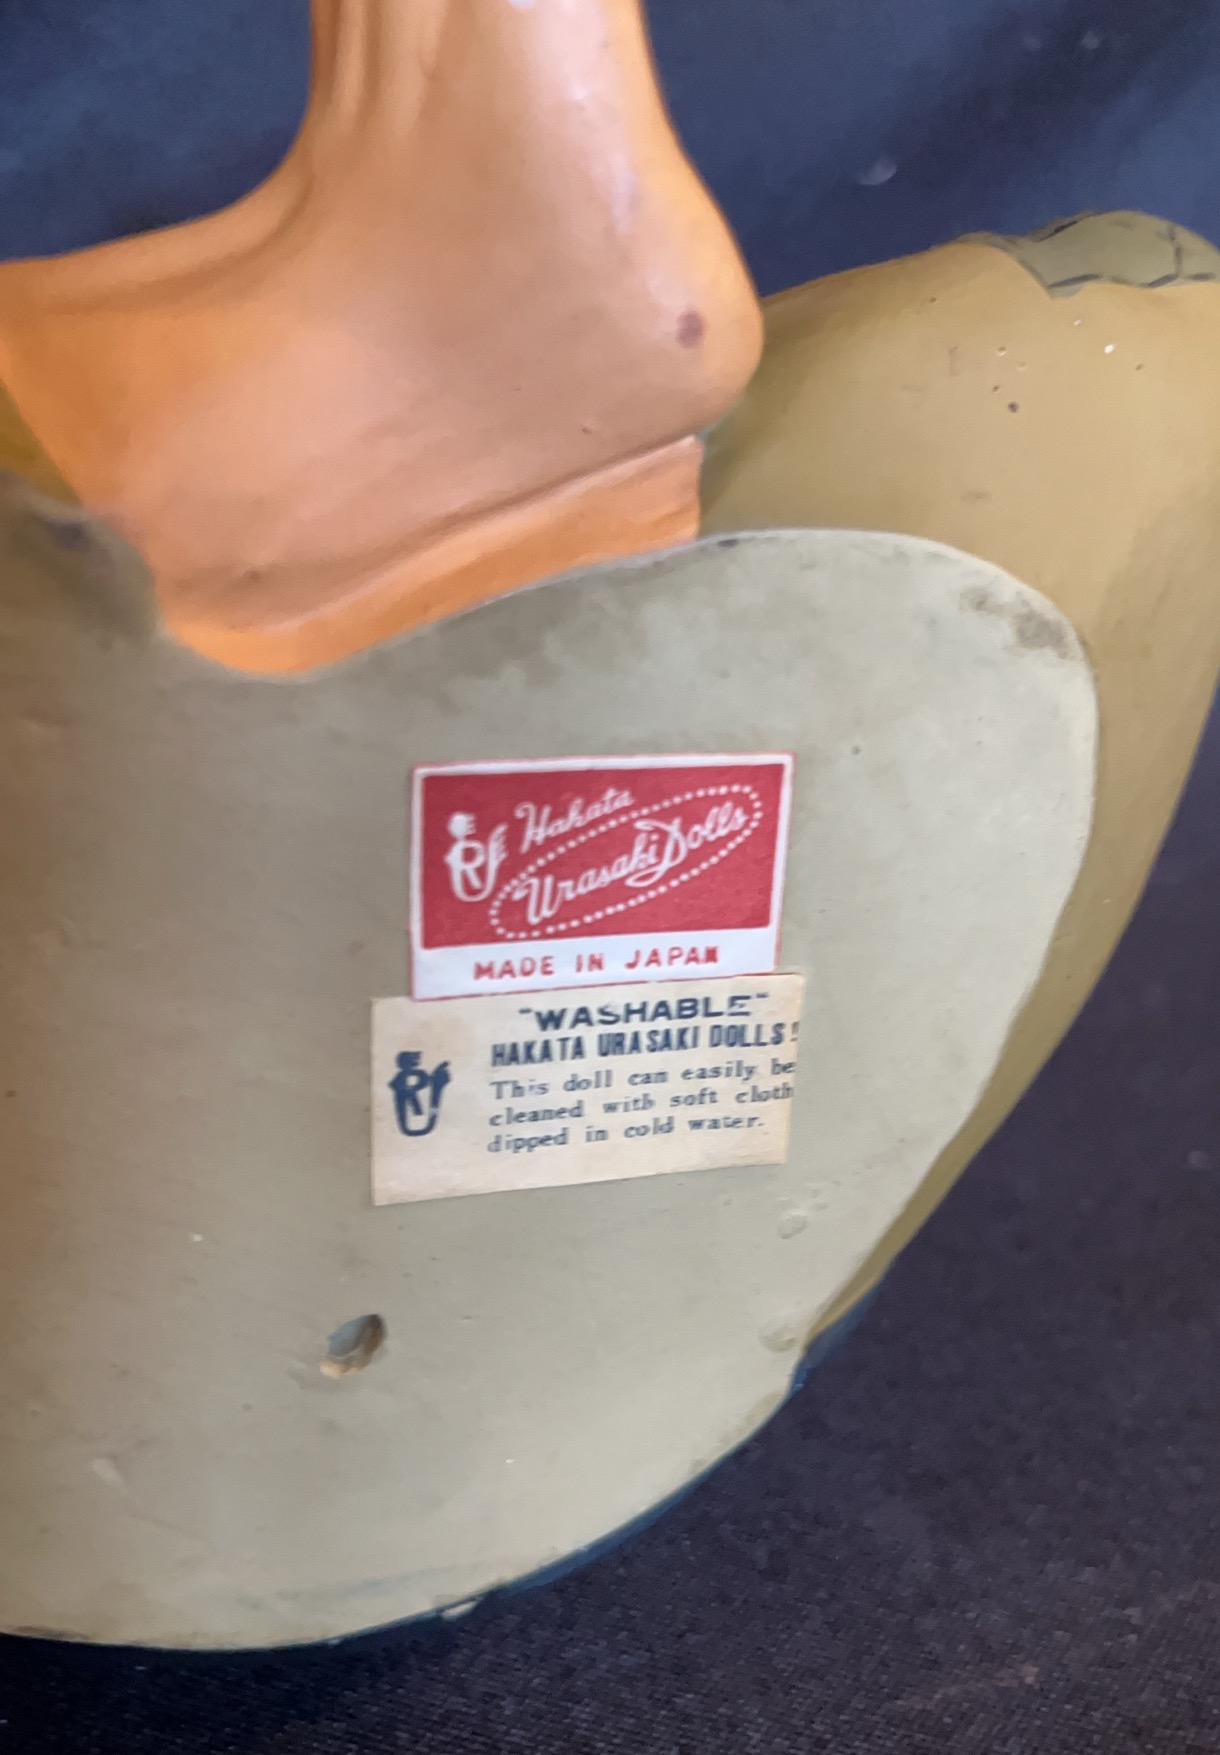 Hakata
Urasaki Dolls
MADE IN JAPAN
"WASHABLE"
HAKATA URASAKI DOLLS!
This doll can easily be
cleaned with soft cloth
dipped in cold water.